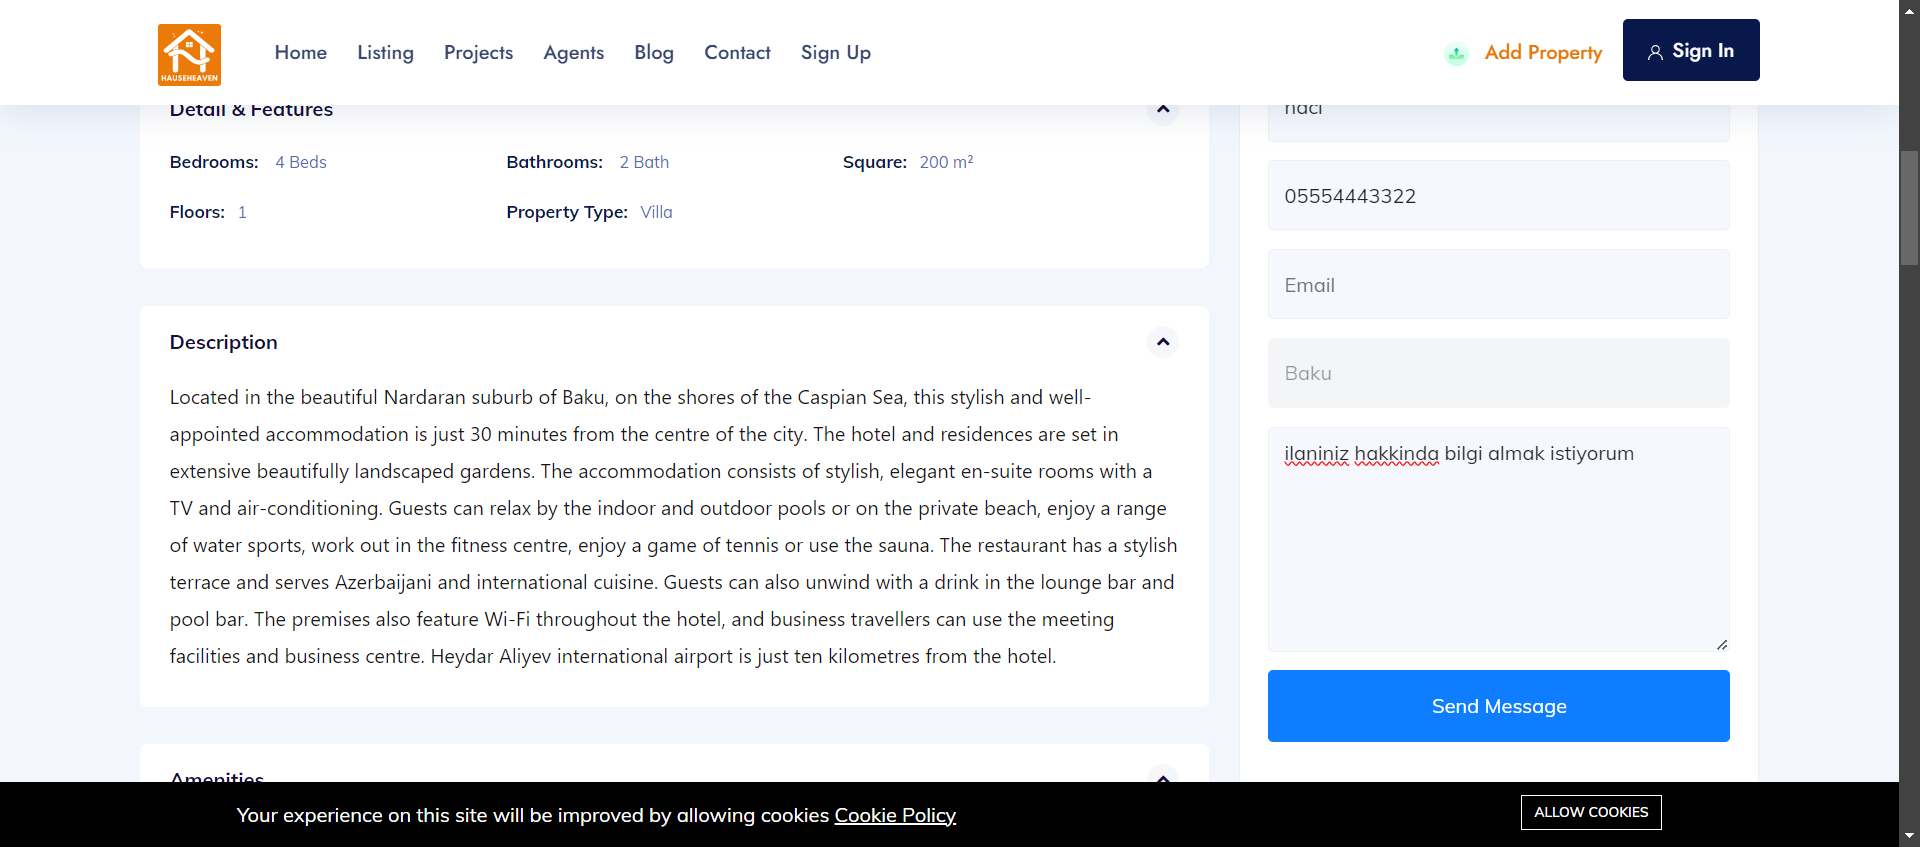 HAUSEHEAVEN
Home Listing Projects Agents Blog Contact Sign Up
Add Property
Sign In
Detail & Features
Bedrooms: 4 Beds
Bathrooms: 2 Bath
Square: 200 m²
Floors: 1
Property Type: Villa
Description
Located in the beautiful Nardaran suburb of Baku, on the shores of the Caspian Sea, this stylish and well-
appointed accommodation is just 30 minutes from the centre of the city. The hotel and residences are set in
extensive beautifully landscaped gardens. The accommodation consists of stylish, elegant en-suite rooms with a
TV and air-conditioning. Guests can relax by the indoor and outdoor pools or on the private beach, enjoy a range
of water sports, work out in the fitness centre, enjoy a game of tennis or use the sauna. The restaurant has a stylish
terrace and serves Azerbaijani and international cuisine. Guests can also unwind with a drink in the lounge bar and
pool bar. The premises also feature Wi-Fi throughout the hotel, and business travellers can use the meeting
facilities and business centre. Heydar Aliyev international airport is just ten kilometres from the hotel.
Amenities
05554443322
Email
Baku
ilaniniz hakkinda bilgi almak istiyorum
Send Message
Your experience on this site will be improved by allowing cookies Cookie Policy
ALLOW COOKIES